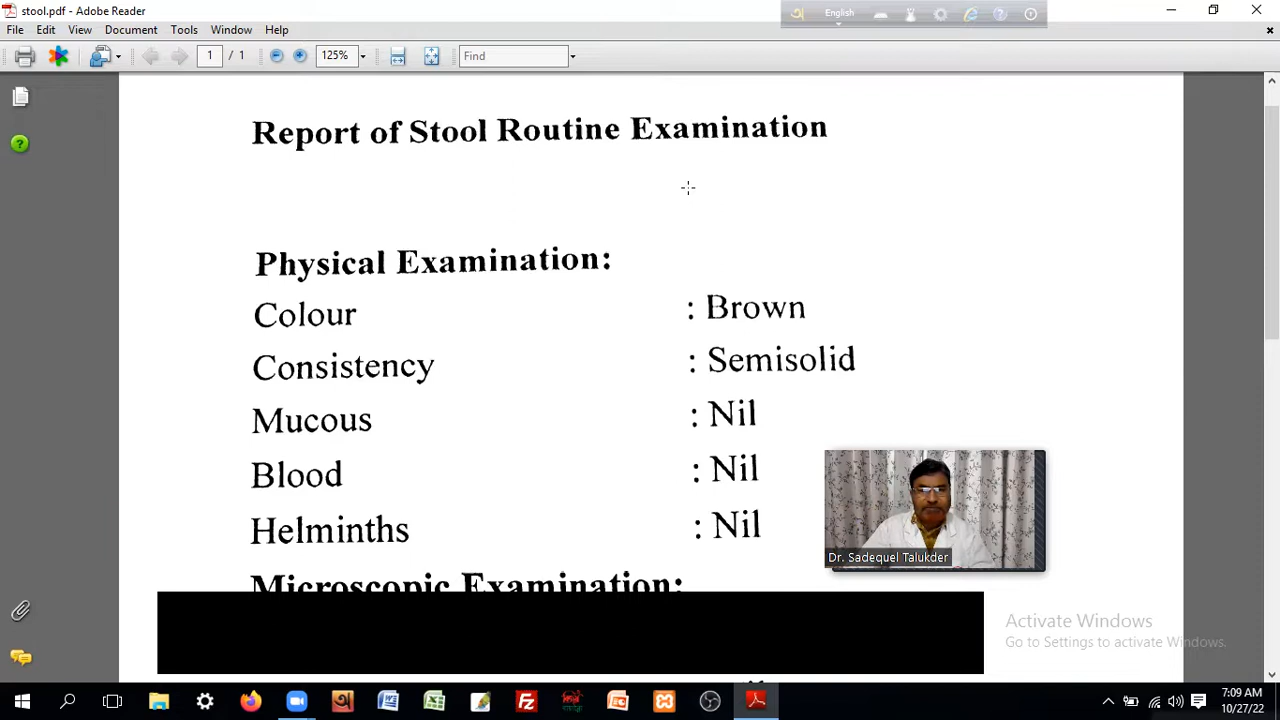 stool.pdf - Adobe Reader
English
File Edit View Document Tools Window Help
1 / 1 125% Find
Report of Stool Routine Examination
Physical Examination:
Colour : Brown
Consistency : Semisolid
Mucous : Nil
Blood : Nil
Helminths : Nil
Dr. Sadequel Talukder
Microscopic Examination:
Activate Windows
Go to Settings to activate Windows.
7:09 AM
10/27/22